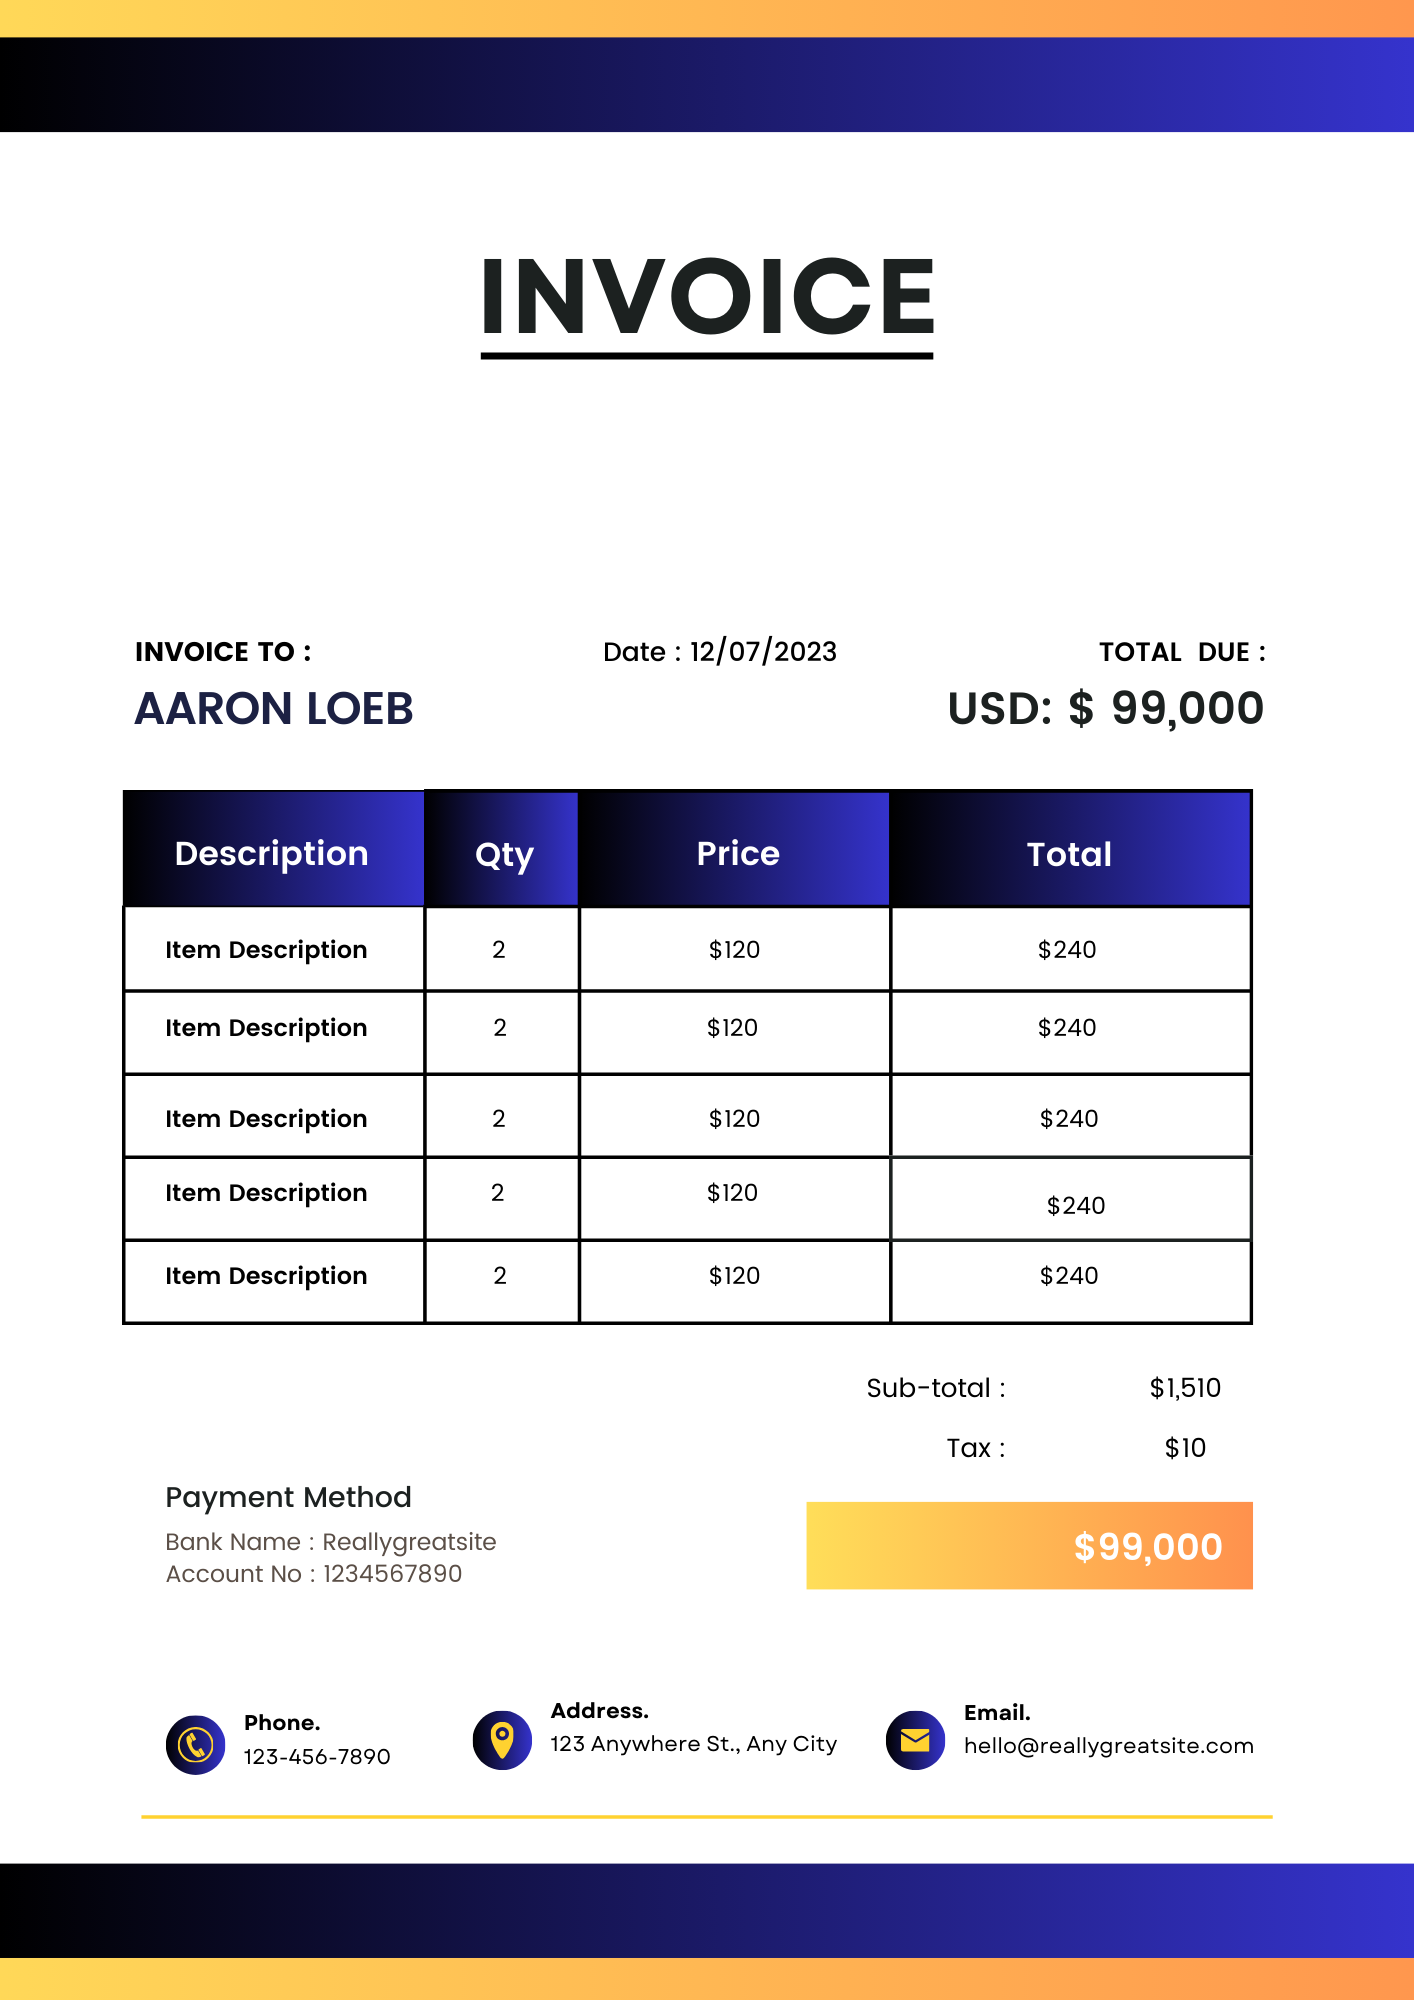 INVOICE
INVOICE TO :
Date : 12/07/2023
TOTAL DUE :
AARON LOEB
USD: $ 99,000
Description Qty Price Total
Item Description 2 $120 $240
Item Description 2 $120 $240
Item Description 2 $120 $240
Item Description 2 $120 $240
Item Description 2 $120 $240
Sub-total : $1,510
Tax : $10
Payment Method
Bank Name : Reallygreatsite
Account No : 1234567890
$99,000
Phone.
123-456-7890
Address.
123 Anywhere St., Any City
Email.
hello@reallygreatsite.com